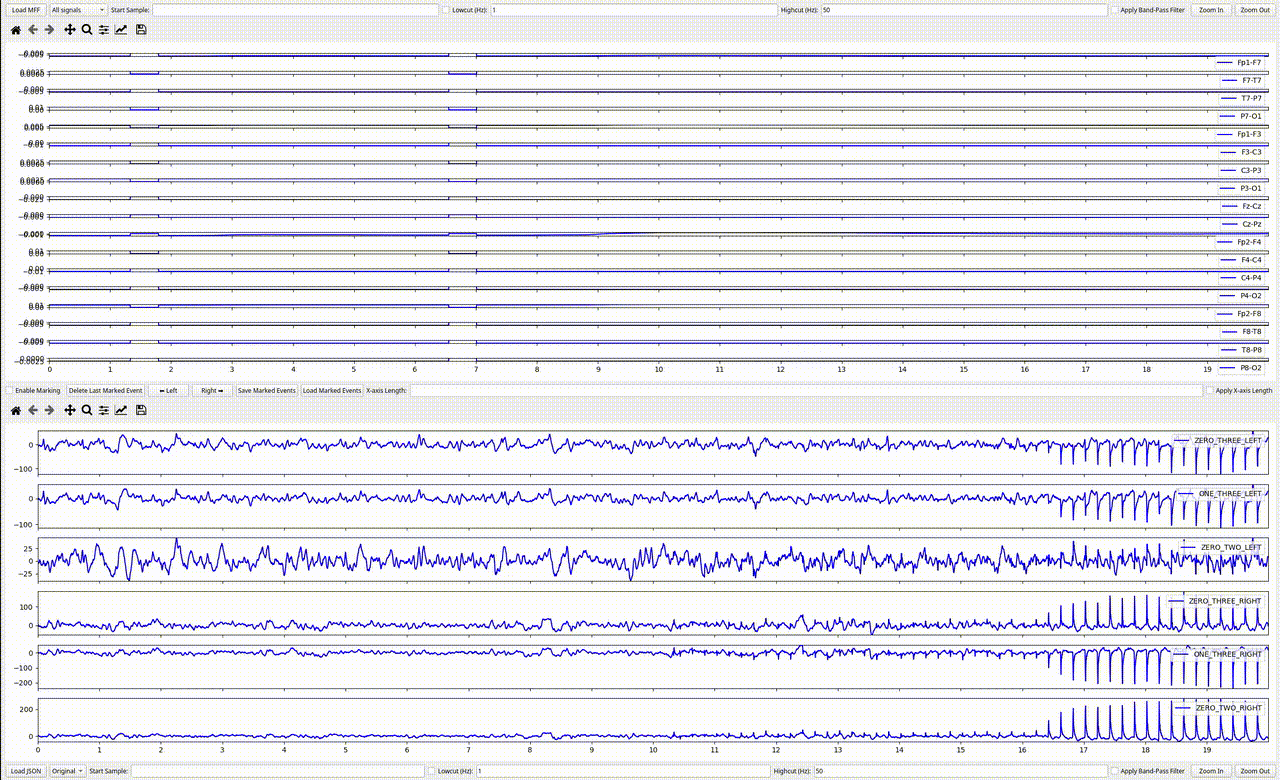 Load MFF All signals Start Sample: Lowcut (Hz): 1 Highcut (Hz): 50 Apply Band-Pass Filter Zoom In Zoom Out
Fp1-F7
F7-T7
T7-P7
P7-O1
Fp1-F3
F3-C3
C3-P3
P3-O1
Fz-Cz
Cz-Pz
Fp2-F4
F4-C4
C4-P4
P4-O2
Fp2-F8
F8-T8
T8-P8
P8-O2
0 1 2 3 4 5 6 7 8 9 10 11 12 13 14 15 16 17 18 19
Enable Marking Delete Last Marked Event Left Right Save Marked Events Load Marked Events X-axis Length: Apply X-axis Length
ZERO_THREE_LEFT
0
−100
ONE_THREE_LEFT
0
−100
ZERO_TWO_LEFT
25
0
−25
ZERO_THREE_RIGHT
100
0
ONE_THREE_RIGHT
0
−100
−200
ZERO_TWO_RIGHT
200
0
0 1 2 3 4 5 6 7 8 9 10 11 12 13 14 15 16 17 18 19
Load JSON Original Start Sample: Lowcut (Hz): 1 Highcut (Hz): 50 Apply Band-Pass Filter Zoom In Zoom Out